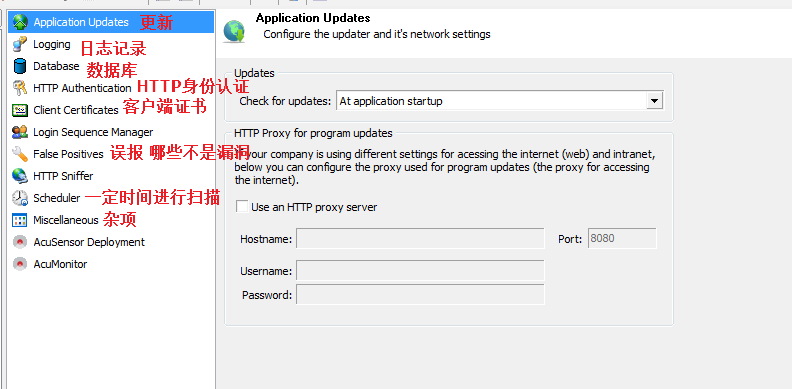 Application Updates 更新
Logging 日志记录
Database 数据库
HTTP Authentication HTTP身份认证
Client Certificates 客户端证书
Login Sequence Manager
False Positives 误报 哪些不是漏洞
HTTP Sniffer
Scheduler 一定时间进行扫描
Miscellaneous 杂项
AcuSensor Deployment
AcuMonitor
Application Updates
Configure the updater and it's network settings
Updates
Check for updates: At application startup
HTTP Proxy for program updates
If your company is using different settings for acessing the internet (web) and intranet,
below you can configure the proxy used for program updates (the proxy for accessing
the internet).
Use an HTTP proxy server
Hostname: Port: 8080
Username:
Password: